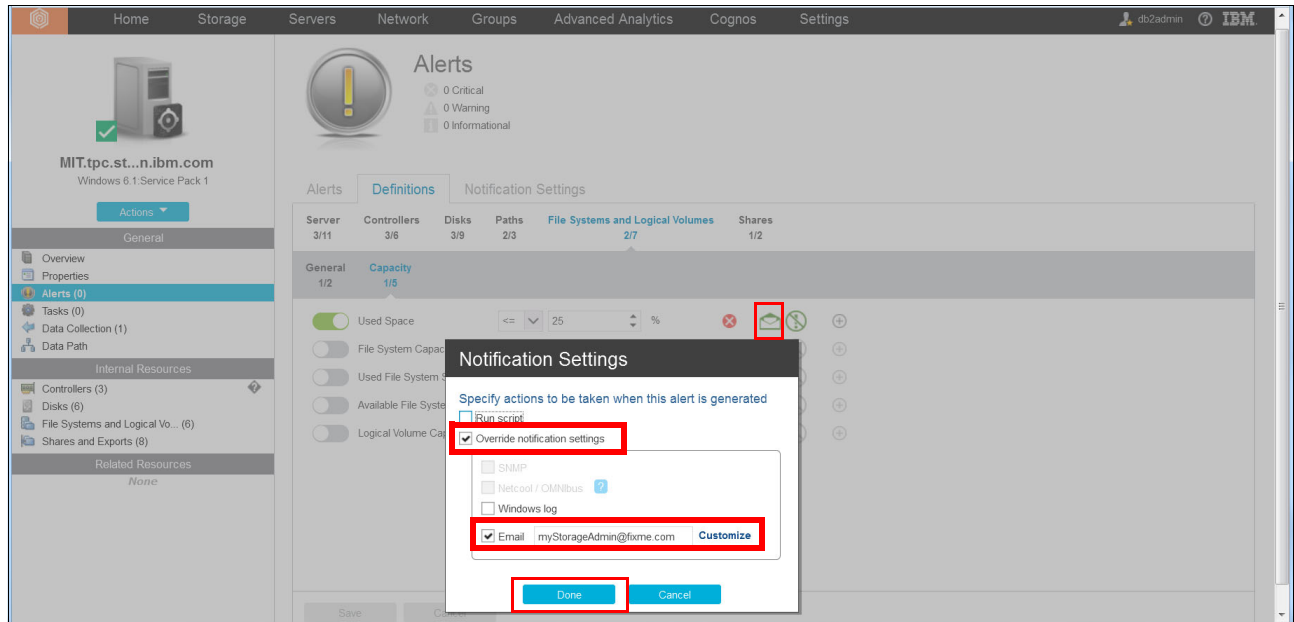 Home Storage Servers Network Groups Advanced Analytics Cognos Settings db2admin IBM.
Alerts
0 Critical
0 Warning
0 Informational
MIT.tpc.st...n.ibm.com
Windows 6.1:Service Pack 1
Actions
General
Overview
Properties
Alerts (0)
Tasks (0)
Data Collection (1)
Data Path
Internal Resources
Controllers (3)
Disks (6)
File Systems and Logical Vo... (6)
Shares and Exports (8)
Related Resources
None
Alerts Definitions Notification Settings
Server Controllers Disks Paths File Systems and Logical Volumes Shares
3/11 3/6 3/9 2/3 2/7 1/2
General Capacity
1/2 1/5
Used Space <= 25 %
File System Capac
Used File System S
Available File Syste
Logical Volume Cap
Notification Settings
Specify actions to be taken when this alert is generated
Run script
Override notification settings
SNMP
Netcool / OMNIbus ?
Windows log
Email myStorageAdmin@fixme.com Customize
Done Cancel
Save Cancel